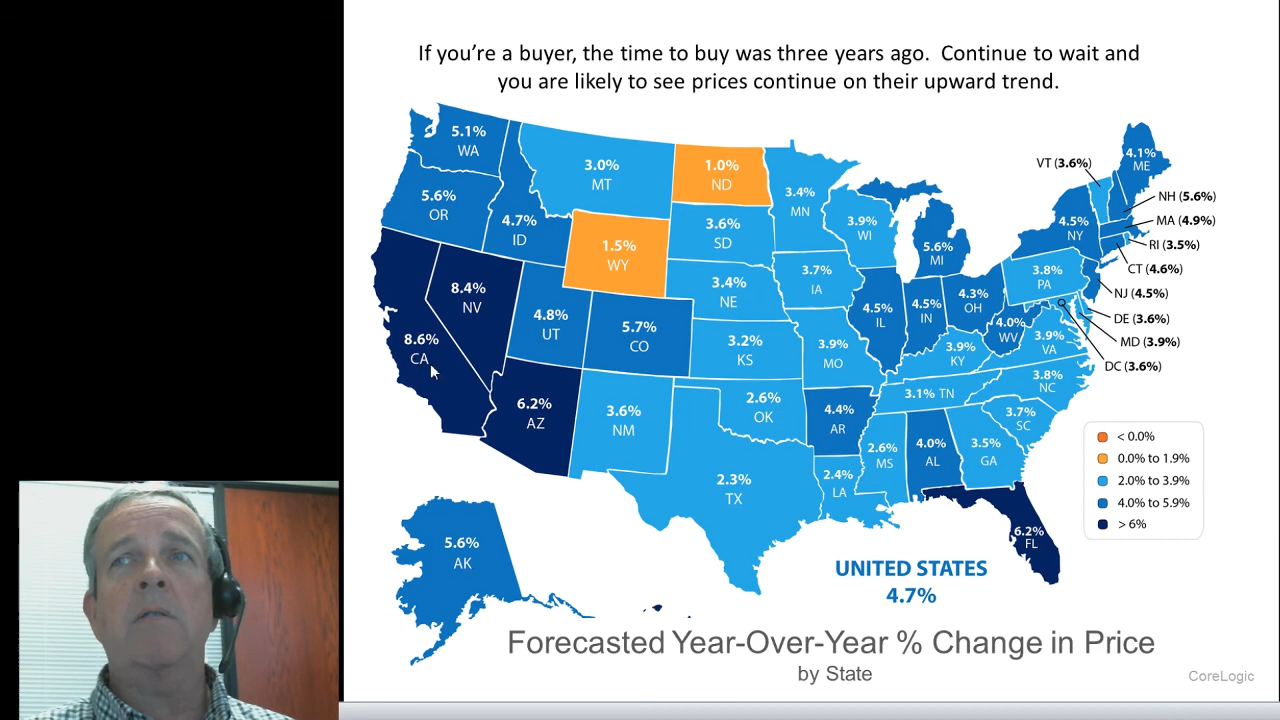 If you're a buyer, the time to buy was three years ago.  Continue to wait and
you are likely to see prices continue on their upward trend.
5.1%
WA
5.6%
OR
4.7%
ID
3.0%
MT
1.0%
ND
3.4%
MN
3.9%
WI
5.6%
MI
4.5%
NY
4.1%
ME
VT (3.6%)
NH (5.6%)
MA (4.9%)
RI (3.5%)
CT (4.6%)
NJ (4.5%)
DE (3.6%)
MD (3.9%)
DC (3.6%)
1.5%
WY
3.6%
SD
3.4%
NE
3.7%
IA
3.8%
PA
8.6%
CA
8.4%
NV
4.8%
UT
5.7%
CO
3.2%
KS
3.9%
MO
4.5%
IL
4.5%
IN
4.3%
OH
4.0%
WV
3.9%
VA
3.9%
KY
3.8%
NC
3.1% TN
6.2%
AZ
3.6%
NM
2.6%
OK
4.4%
AR
3.7%
SC
2.6%
MS
4.0%
AL
3.5%
GA
2.3%
TX
2.4%
LA
6.2%
FL
5.6%
AK
< 0.0%
0.0% to 1.9%
2.0% to 3.9%
4.0% to 5.9%
> 6%
UNITED STATES
4.7%
Forecasted Year-Over-Year % Change in Price
by State
CoreLogic